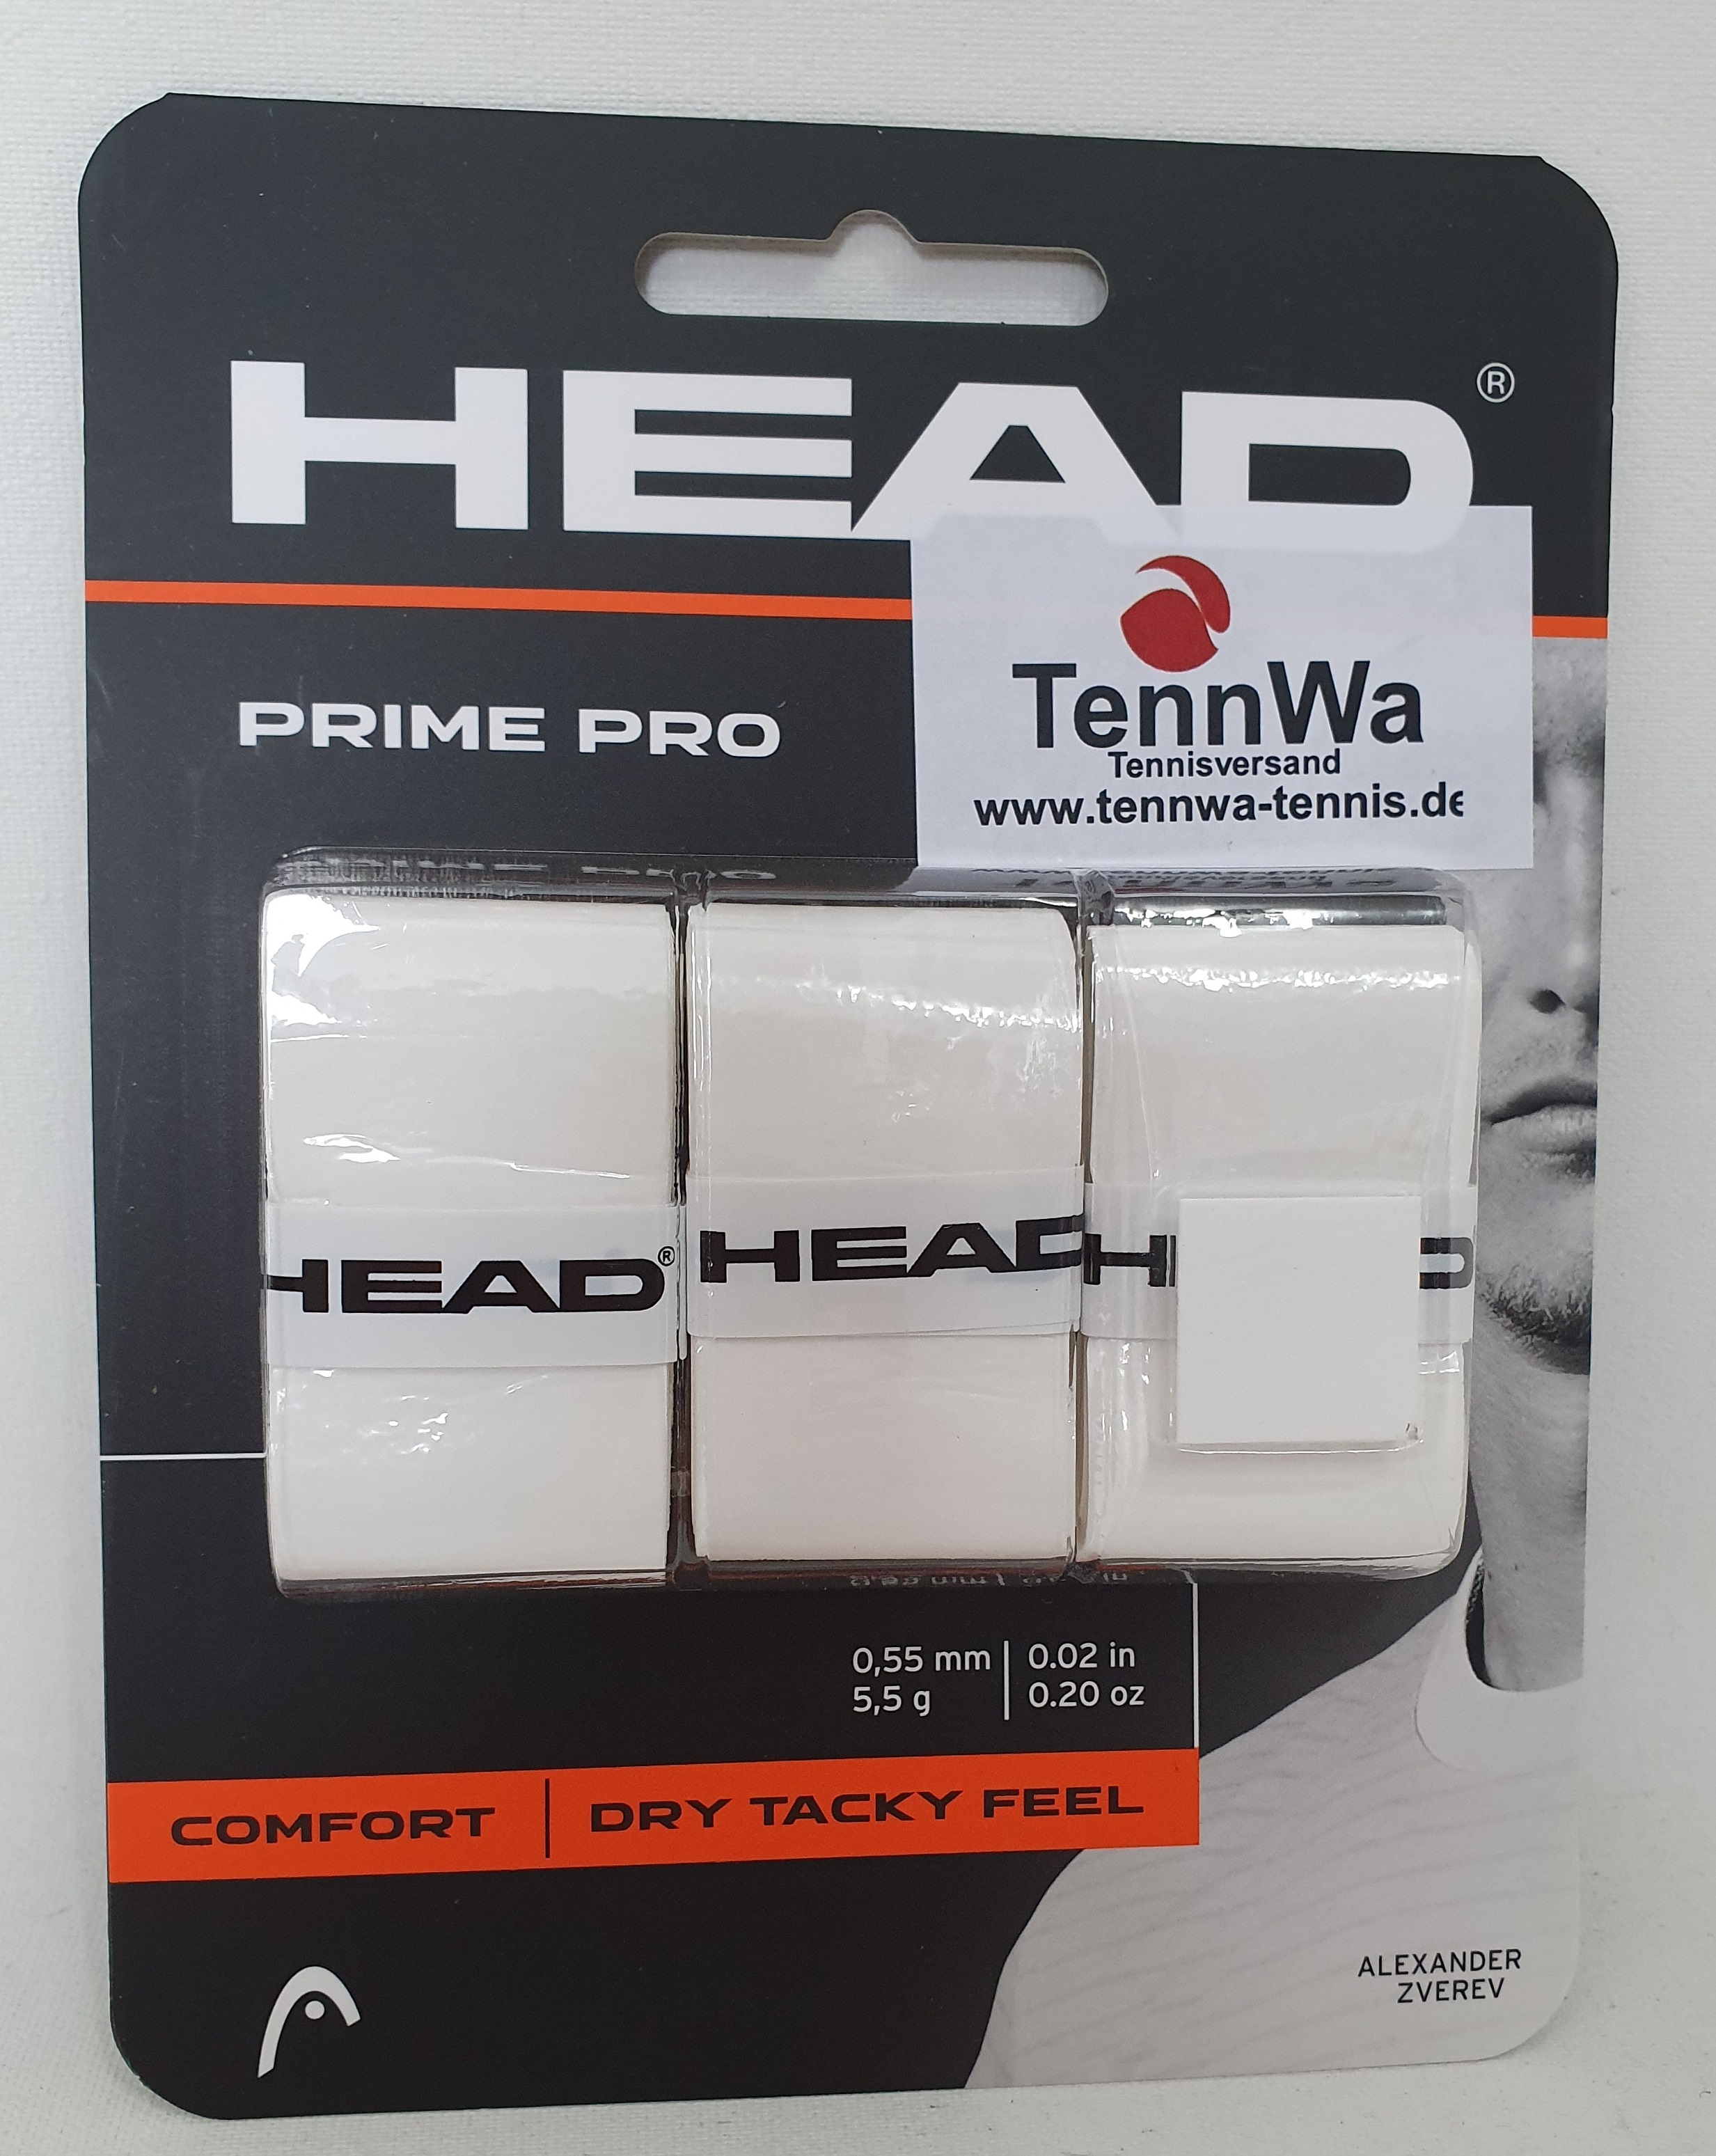 HEAD®
TennWa
Tennisversand
www.tennwa-tennis.de
PRIME PRO
HEAD®
HEAD
0,55 mm | 0.02 in
5,5 g | 0.20 oz
COMFORT | DRY TACKY FEEL
ALEXANDER
ZVEREV